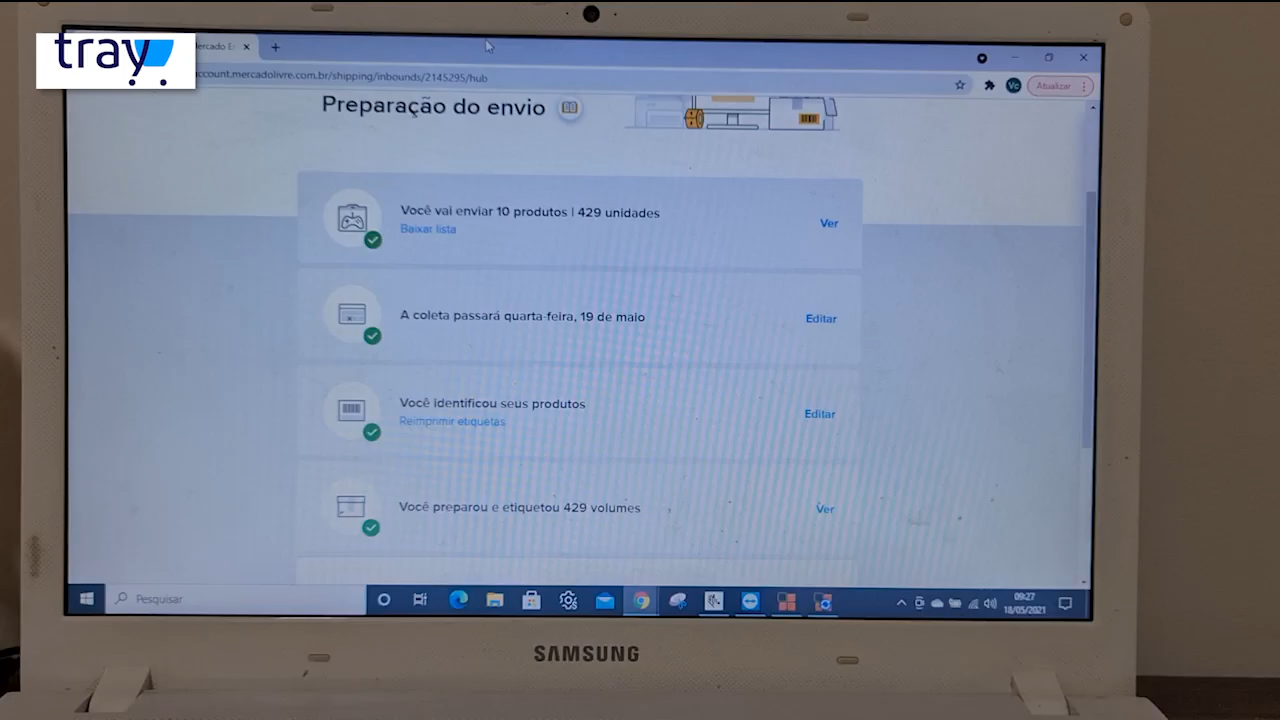 tray
ercado E
ccount.mercadolivre.com.br/shipping/inbounds/2145295/hub
Vc
Atualizar
Preparação do envio
Você vai enviar 10 produtos | 429 unidades
Baixar lista
Ver
A coleta passará quarta-feira, 19 de maio
Editar
Você identificou seus produtos
Reimprimir etiquetas
Editar
Você preparou e etiquetou 429 volumes
Ver
Pesquisar
09:27
18/05/2021
SAMSUNG